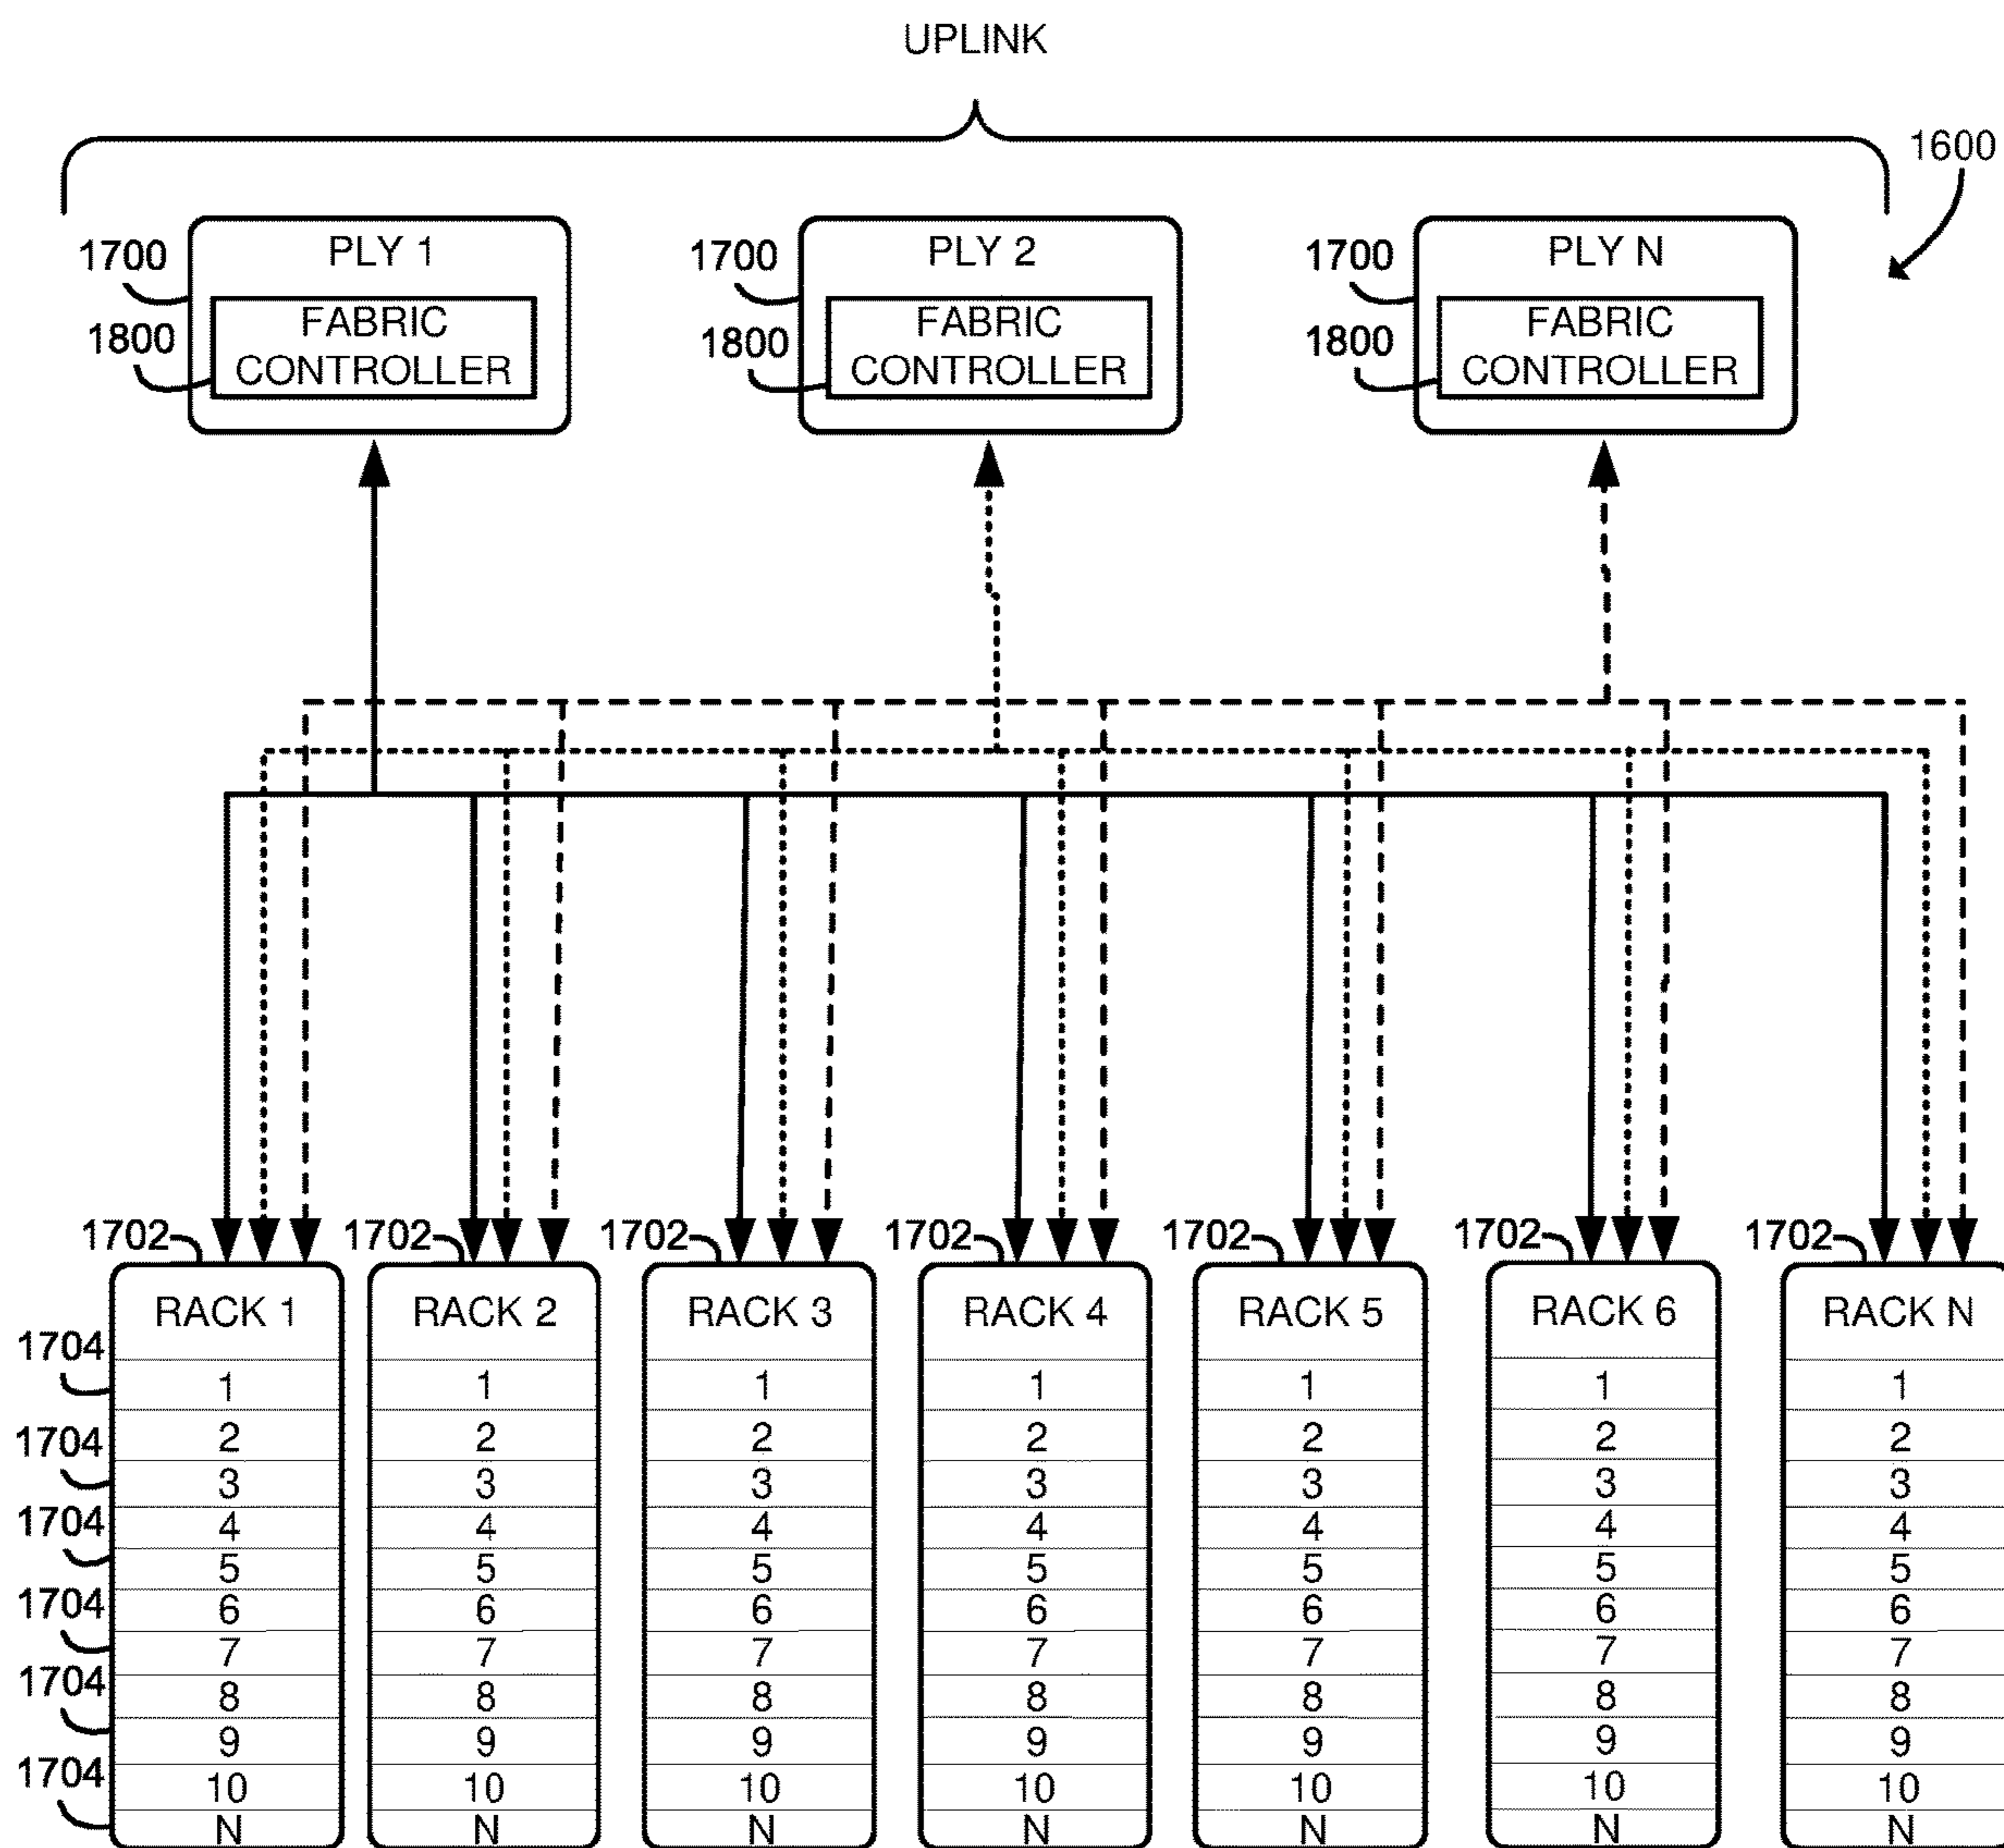 UPLINK
1600
1700
PLY 1
1700
PLY 2
1700
PLY N
1800
FABRIC
CONTROLLER
1800
FABRIC
CONTROLLER
1800
FABRIC
CONTROLLER
1702
1702
1702
1702
1702
1702
1702
RACK 1
RACK 2
RACK 3
RACK 4
RACK 5
RACK 6
RACK N
1704
1 1 1 1 1 1 1
1704
2 2 2 2 2 2 2
3 3 3 3 3 3 3
1704
4 4 4 4 4 4 4
5 5 5 5 5 5 5
1704
6 6 6 6 6 6 6
7 7 7 7 7 7 7
1704
8 8 8 8 8 8 8
9 9 9 9 9 9 9
1704
10 10 10 10 10 10 10
N N N N N N N